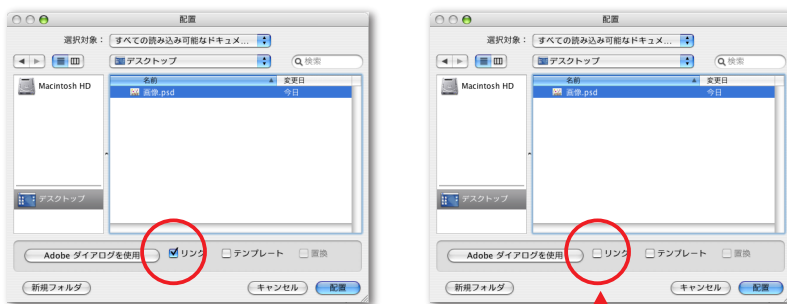 配置
選択対象： すべての読み込み可能なドキュメ...
デスクトップ
検索
名前 変更日
Macintosh HD
画像.psd 今日
デスクトップ
Adobe ダイアログを使用 リンク テンプレート 置換
新規フォルダ キャンセル 配置
配置
選択対象： すべての読み込み可能なドキュメ...
デスクトップ
検索
名前 変更日
Macintosh HD
画像.psd 今日
デスクトップ
Adobe ダイアログを使用 リンク テンプレート 置換
新規フォルダ キャンセル 配置